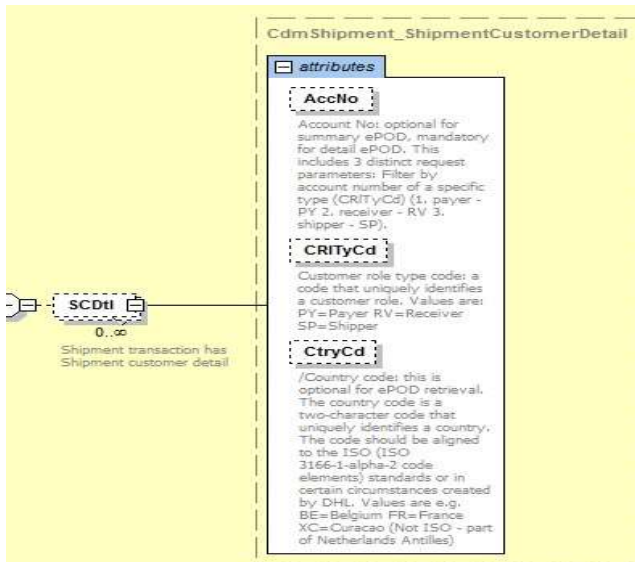 CdmShipment_ShipmentCustomerDetail
attributes
AccNo
Account No: optional for
summary ePOD, mandatory
for detail ePOD. This
includes 3 distinct request
parameters: Filter by
account number of a specific
type (CRlTyCd) (1. payer -
PY 2. receiver - RV 3.
shipper - SP).
CRlTyCd
Customer role type code: a
code that uniquely identifies
a customer role. Values are:
PY=Payer RV=Receiver
SP=Shipper
SCDtl
0..∞
Shipment transaction has
Shipment customer detail
CtryCd
/Country code: this is
optional for ePOD retrieval.
The country code is a
two-character code that
uniquely identifies a country.
The code should be aligned
to the ISO (ISO
3166-1-alpha-2 code
elements) standards or in
certain circumstances created
by DHL. Values are e.g.
BE=Belgium FR=France
XC=Curacao (Not ISO - part
of Netherlands Antilles)